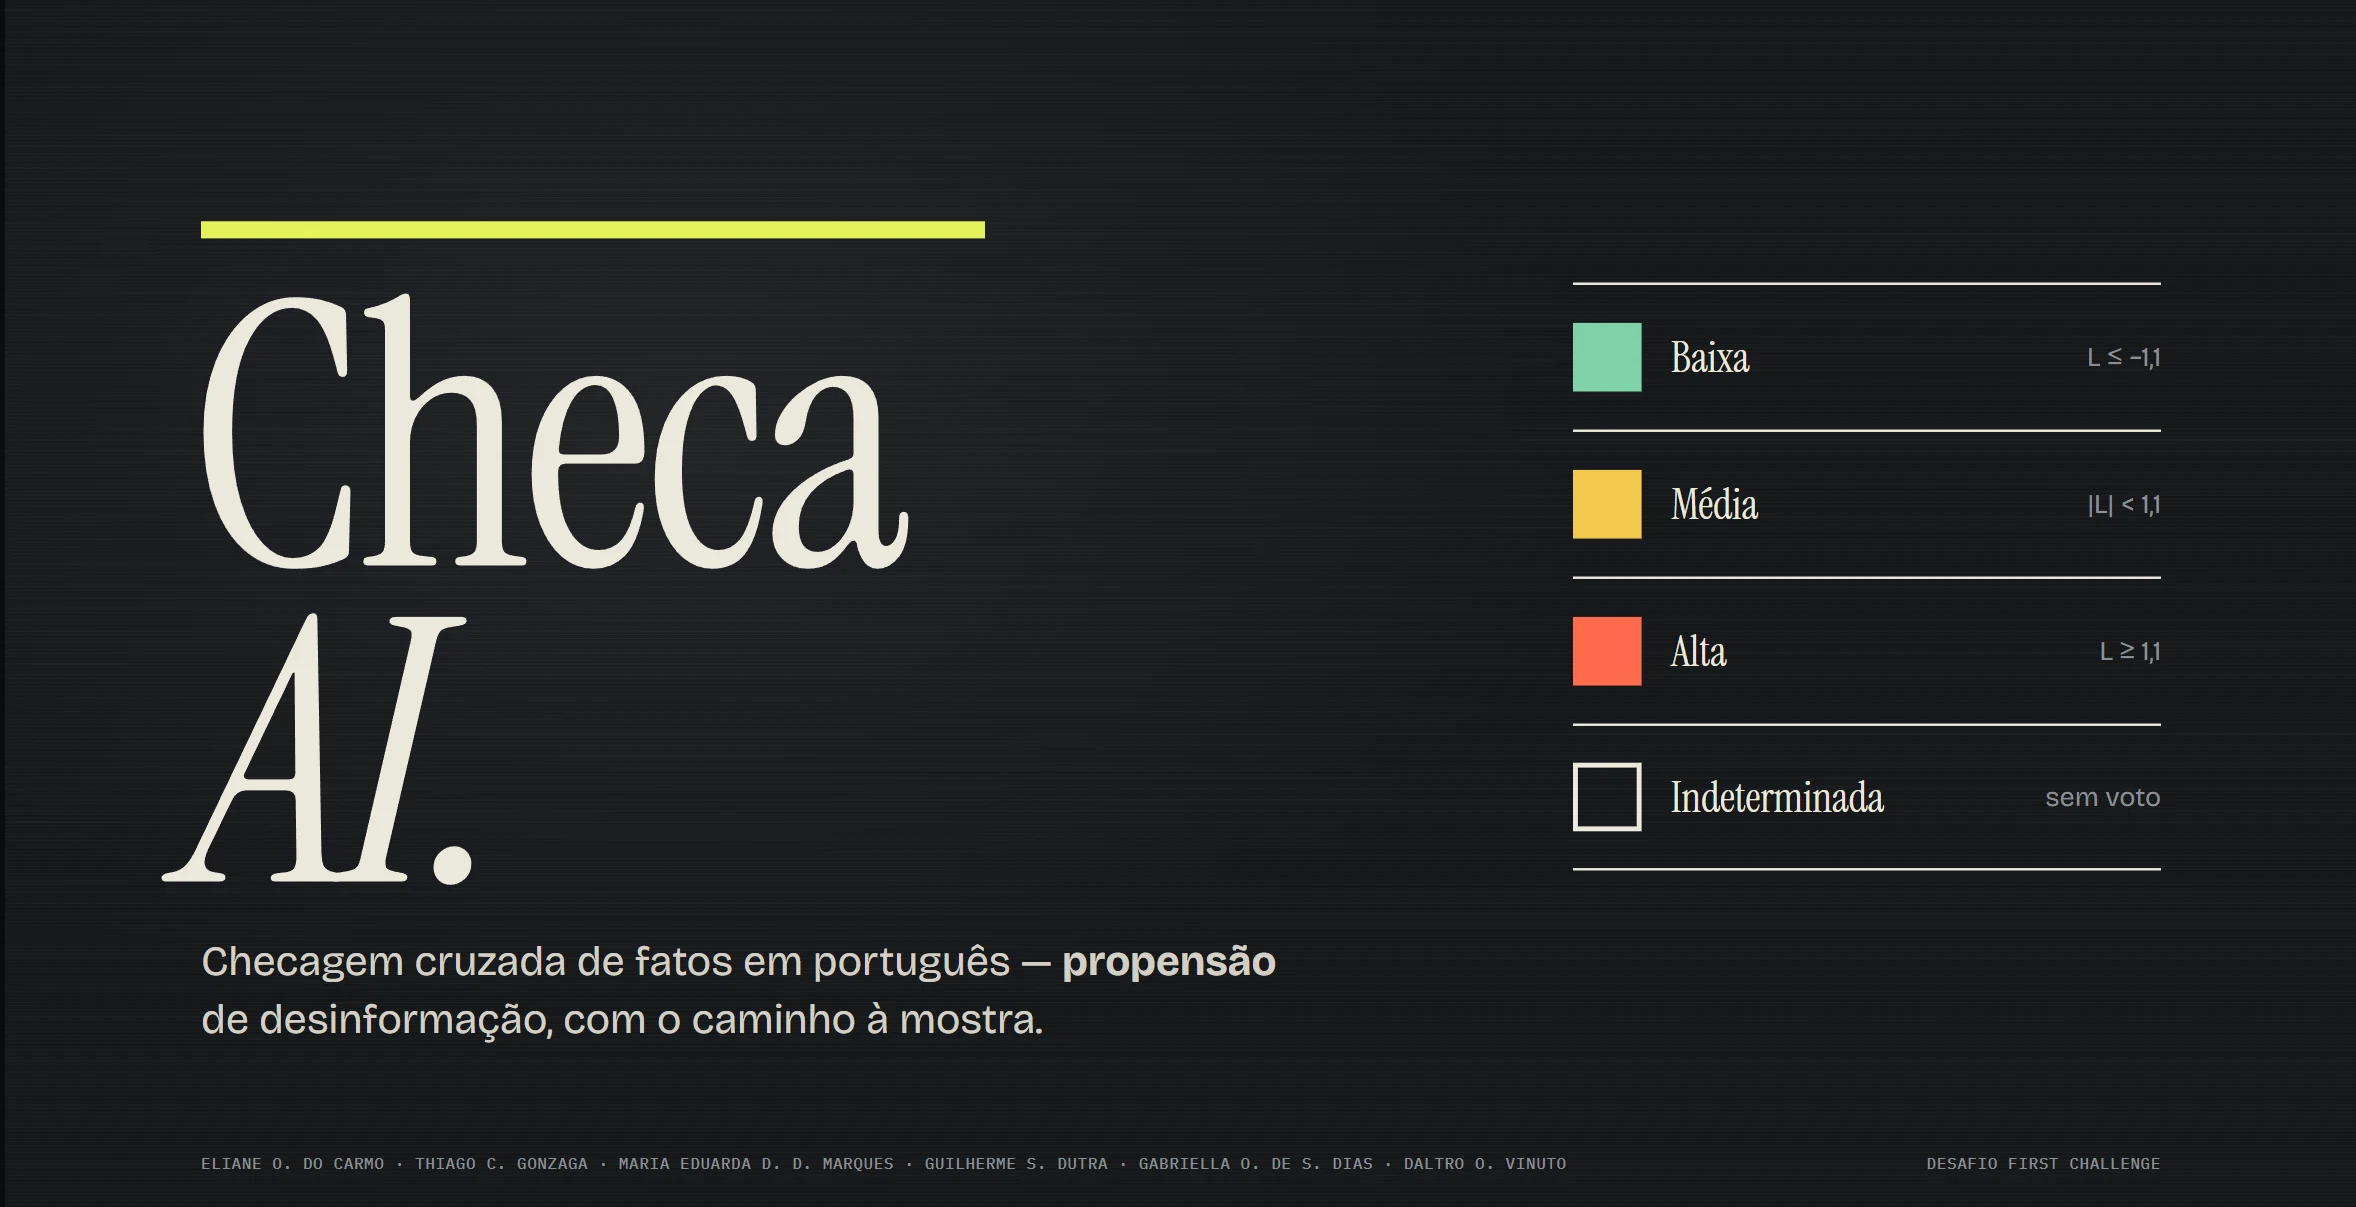 Checa
AI.
Checagem cruzada de fatos em português — propensão
de desinformação, com o caminho à mostra.
Baixa L ≤ −1,1
Média |L| < 1,1
Alta L ≥ 1,1
Indeterminada sem voto
ELIANE O. DO CARMO · THIAGO C. GONZAGA · MARIA EDUARDA D. D. MARQUES · GUILHERME S. DUTRA · GABRIELLA O. DE S. DIAS · DALTRO O. VINUTO
DESAFIO FIRST CHALLENGE